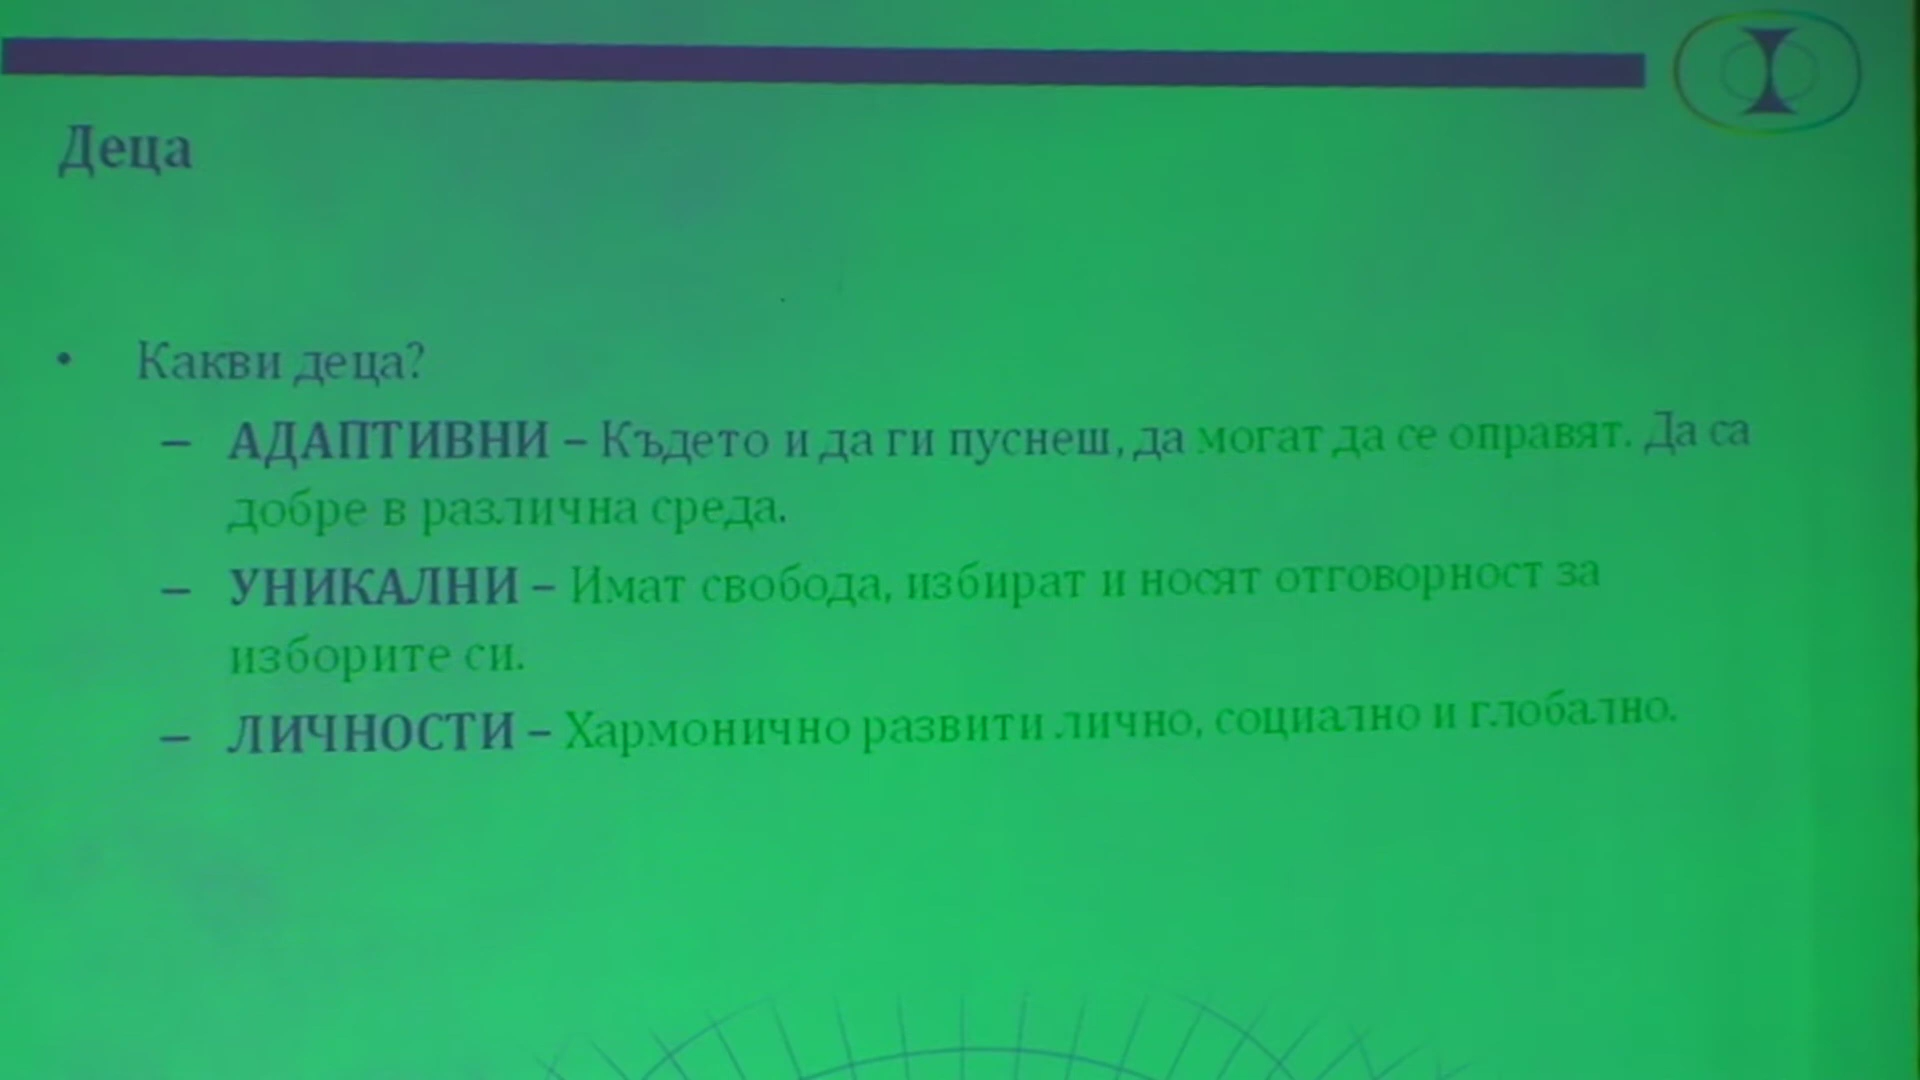 Деца
• Какви деца?
– АДАПТИВНИ – Където и да ги пуснеш, да могат да се оправят. Да са
добре в различна среда.
– УНИКАЛНИ – Имат свобода, избират и носят отговорност за
изборите си.
– ЛИЧНОСТИ – Хармонично развити лично, социално и глобално.